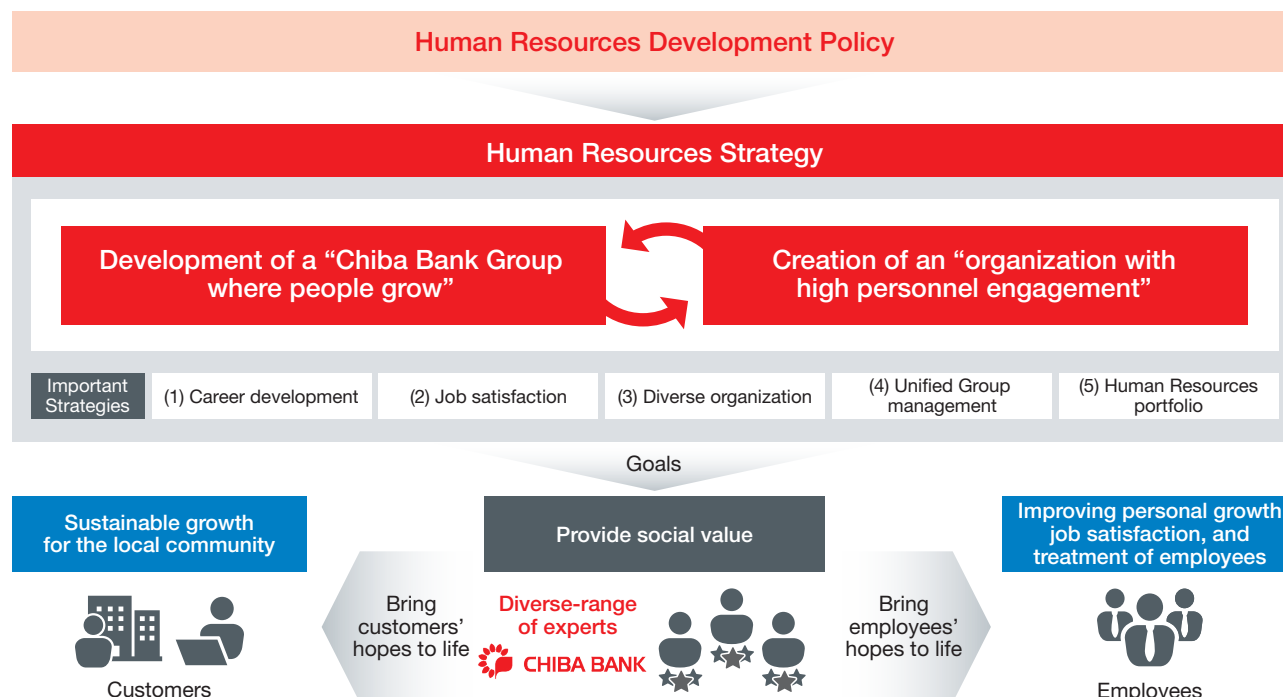 Human Resources Development Policy
Human Resources Strategy
Development of a “Chiba Bank Group
where people grow”
Creation of an “organization with
high personnel engagement”
Important
Strategies
(1) Career development
(2) Job satisfaction
(3) Diverse organization
(4) Unified Group
management
(5) Human Resources
portfolio
Goals
Sustainable growth
for the local community
Provide social value
Improving personal growth,
job satisfaction, and
treatment of employees
Customers
Bring
customers’
hopes to life
Diverse-range
of experts
CHIBA BANK
Bring
employees’
hopes to life
Employees